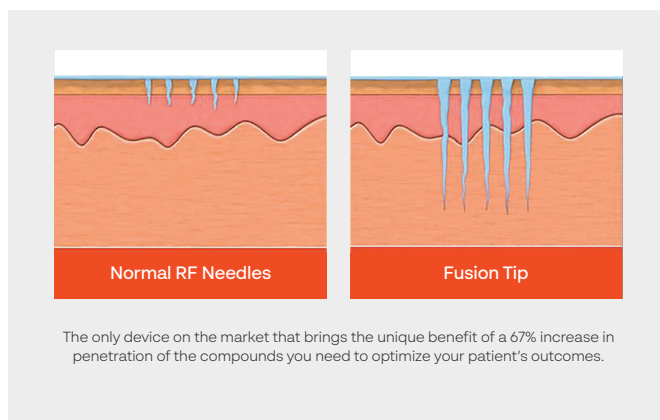 Normal RF Needles
Fusion Tip
The only device on the market that brings the unique benefit of a 67% increase in
penetration of the compounds you need to optimize your patient's outcomes.